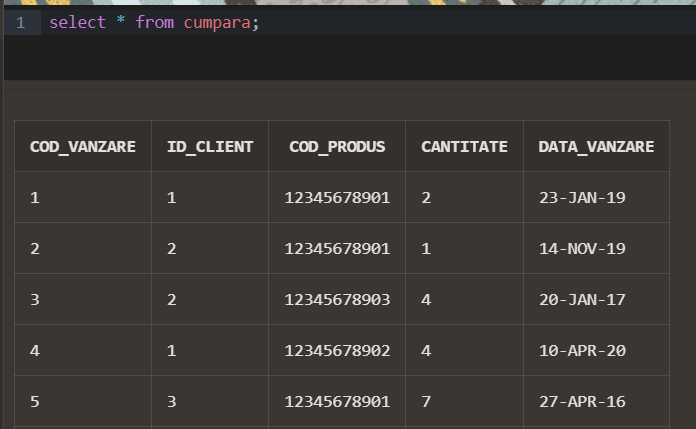 1 select * from cumpara;
COD_VANZARE ID_CLIENT COD_PRODUS CANTITATE DATA_VANZARE
1 1 12345678901 2 23-JAN-19
2 2 12345678901 1 14-NOV-19
3 2 12345678903 4 20-JAN-17
4 1 12345678902 4 10-APR-20
5 3 12345678901 7 27-APR-16